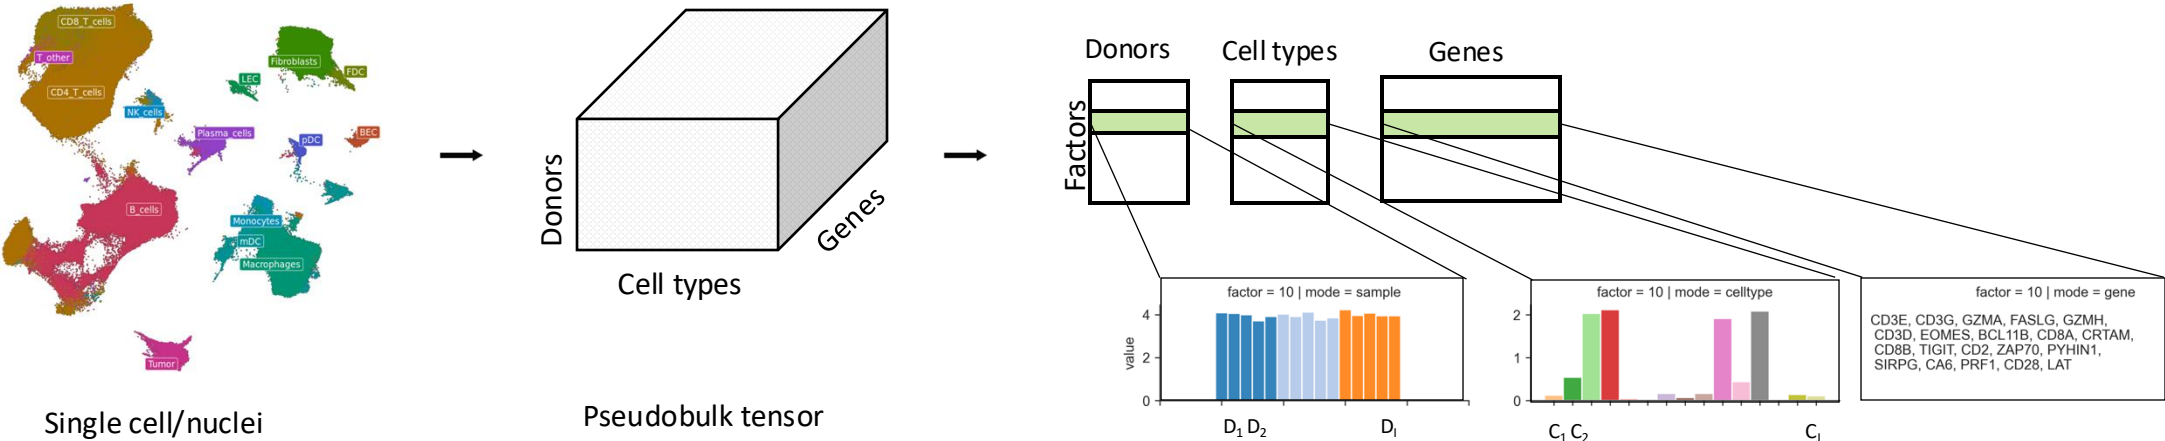 CD8_T_cells
T_other
CD4_T_cells
NK_cells
Plasma_cells
B_cells
Monocytes
mDC
Macrophages
Tumor
LEC
Fibroblasts
FDC
pDC
BEC
Single cell/nuclei
Donors
Cell types
Genes
Pseudobulk tensor
Donors
Cell types
Genes
Factors
factor = 10 | mode = sample
value
4
2
0
D1 D2
DI
factor = 10 | mode = celltype
2
1
0
C1 C2
factor = 10 | mode = gene
CD3E, CD3G, GZMA, FASLG, GZMH,
CD3D, EOMES, BCL11B, CD8A, CRTAM,
CD8B, TIGIT, CD2, ZAP70, PYHIN1,
SIRPG, CA6, PRF1, CD28, LAT